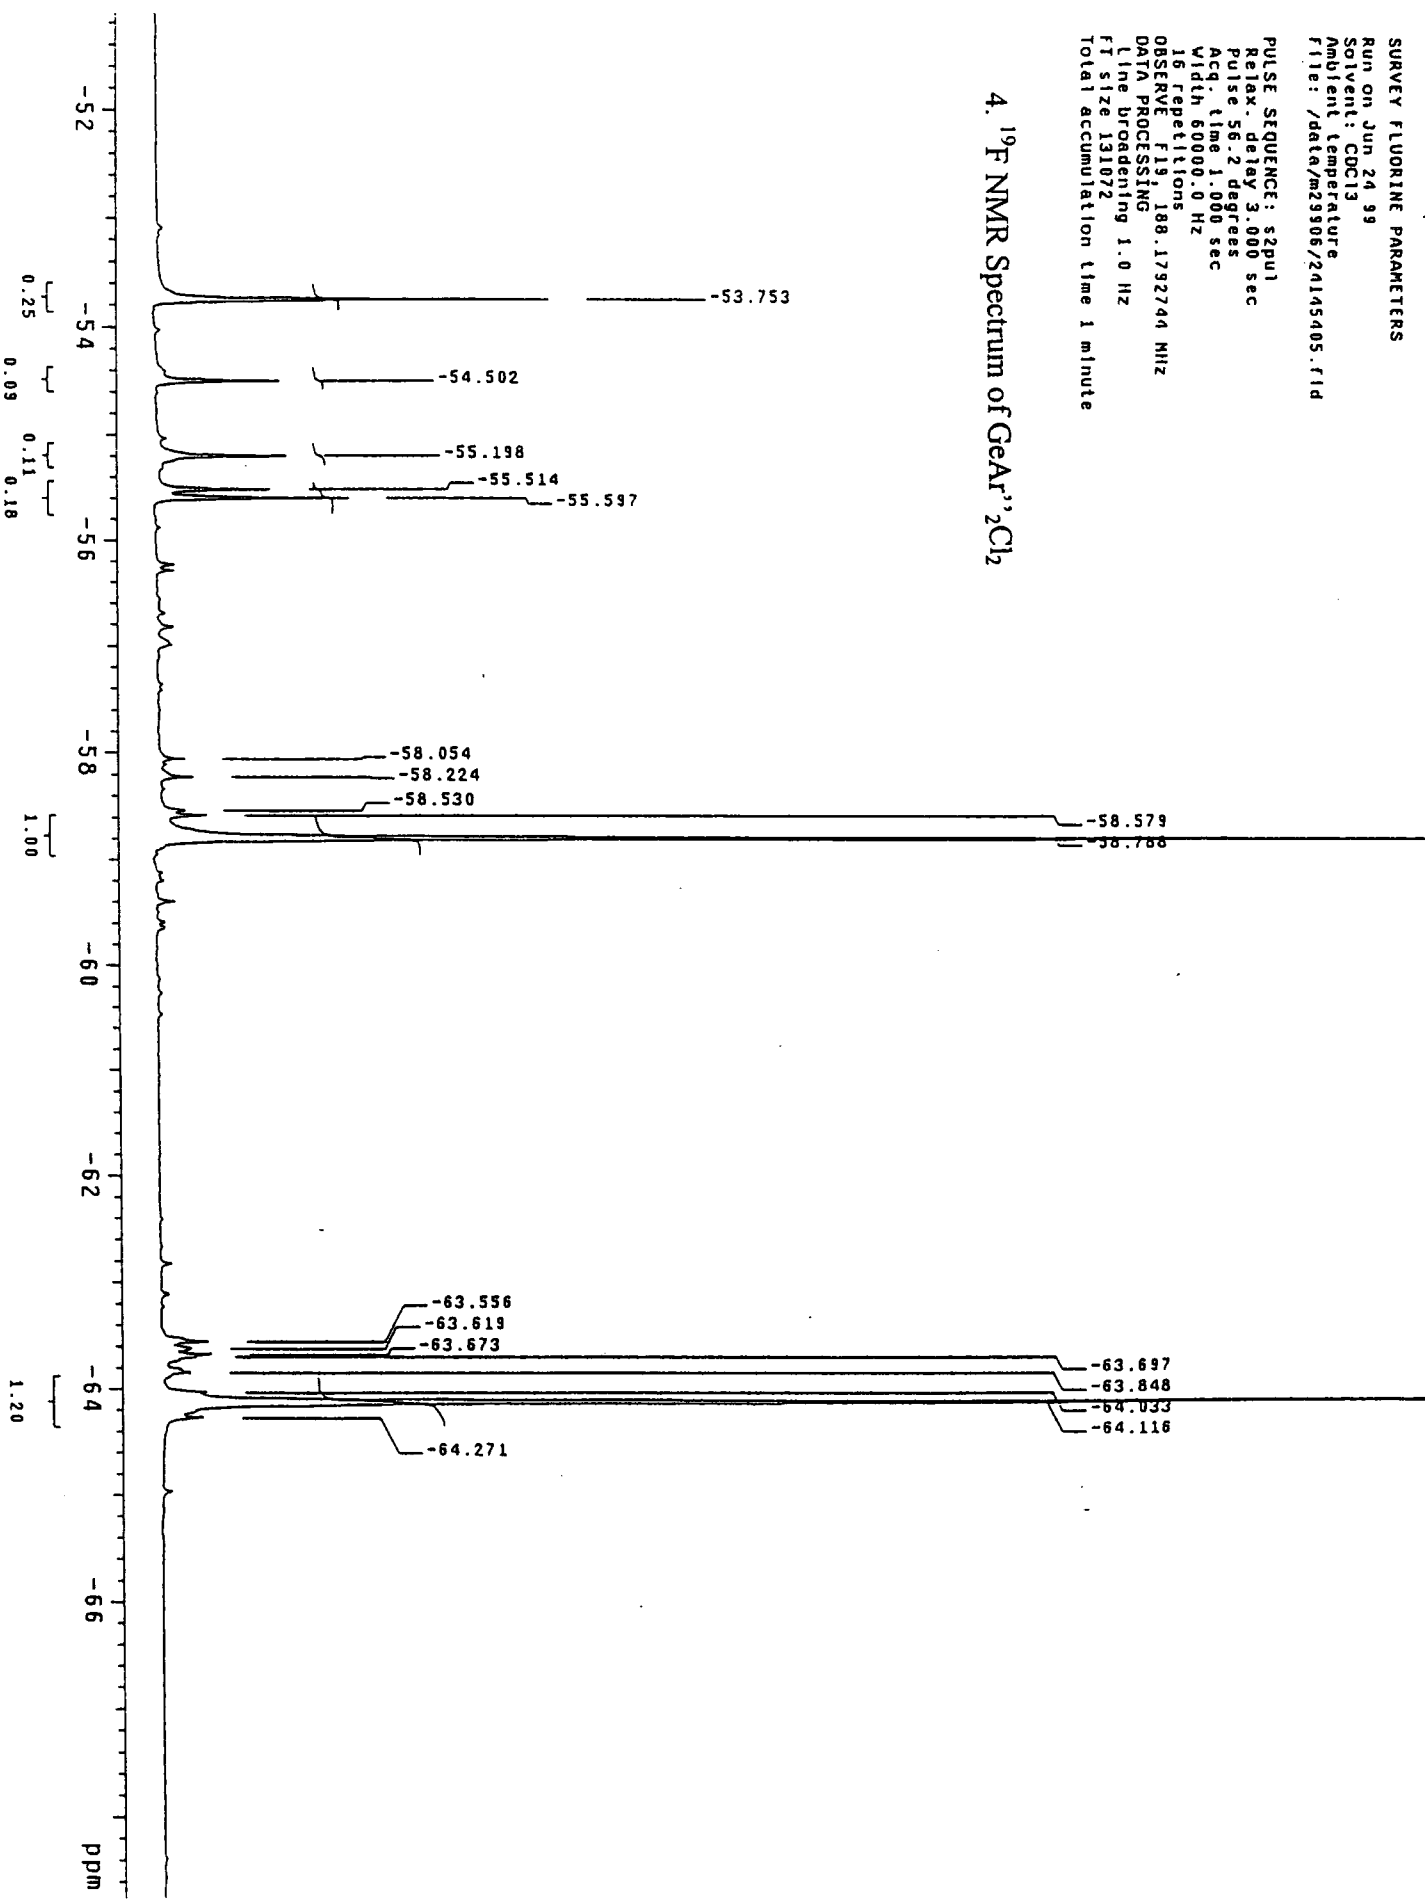 SURVEY FLUORINE PARAMETERS
Run on Jun 24 99
Solvent: CDCl3
Ambient temperature
File: /data/m29906/24145405.fid
PULSE SEQUENCE: s2pul
Relax. delay 3.000 sec
Pulse 56.2 degrees
Acq. time 1.000 sec
Width 60000.0 Hz
16 repetitions
OBSERVE F19, 188.1792744 MHz
DATA PROCESSING
Line broadening 1.0 Hz
FT size 131072
Total accumulation time 1 minute
4. ¹⁹F NMR Spectrum of GeAr’’₂Cl₂
-53.753
-54.502
-55.198
-55.514
-55.597
-58.054
-58.224
-58.530
-58.579
-58.788
-63.556
-63.619
-63.673
-63.697
-63.848
-64.033
-64.116
-64.271
-52
-54
-56
-58
-60
-62
-64
-66
ppm
0.25
0.09
0.11
0.18
1.00
1.20